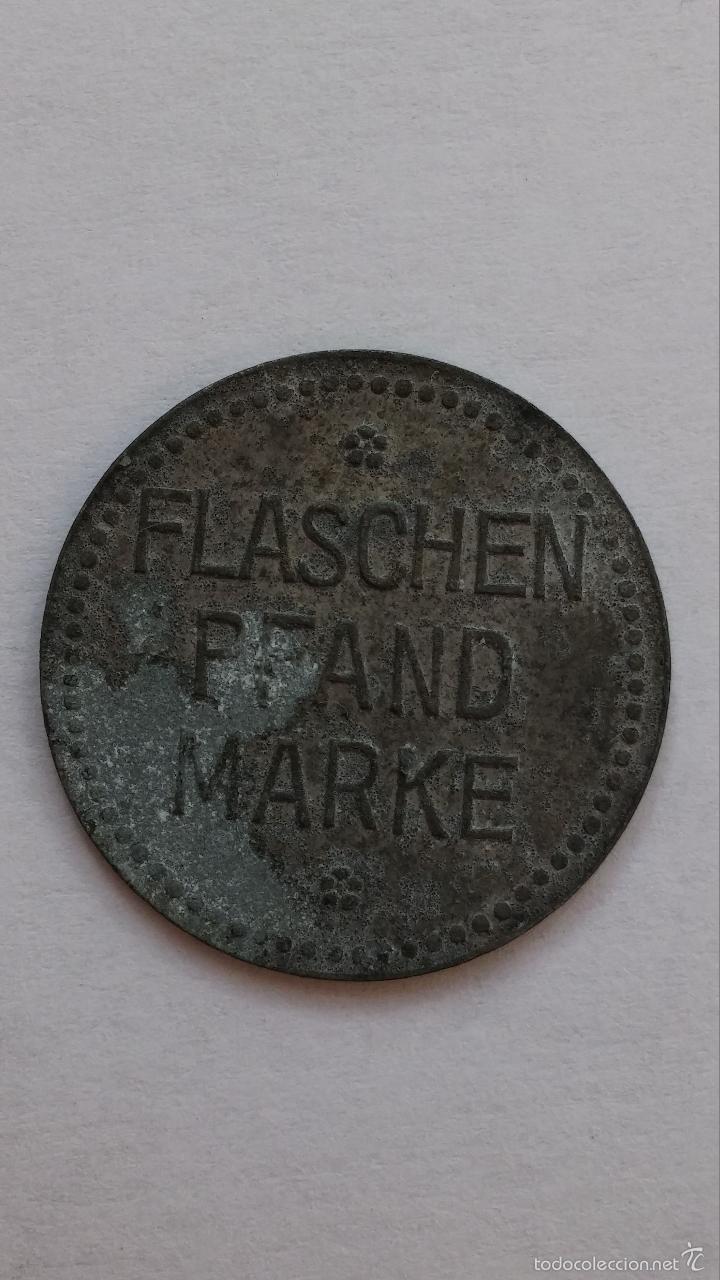 FLASCHEN
PFAND
MARKE
todocoleccion.net